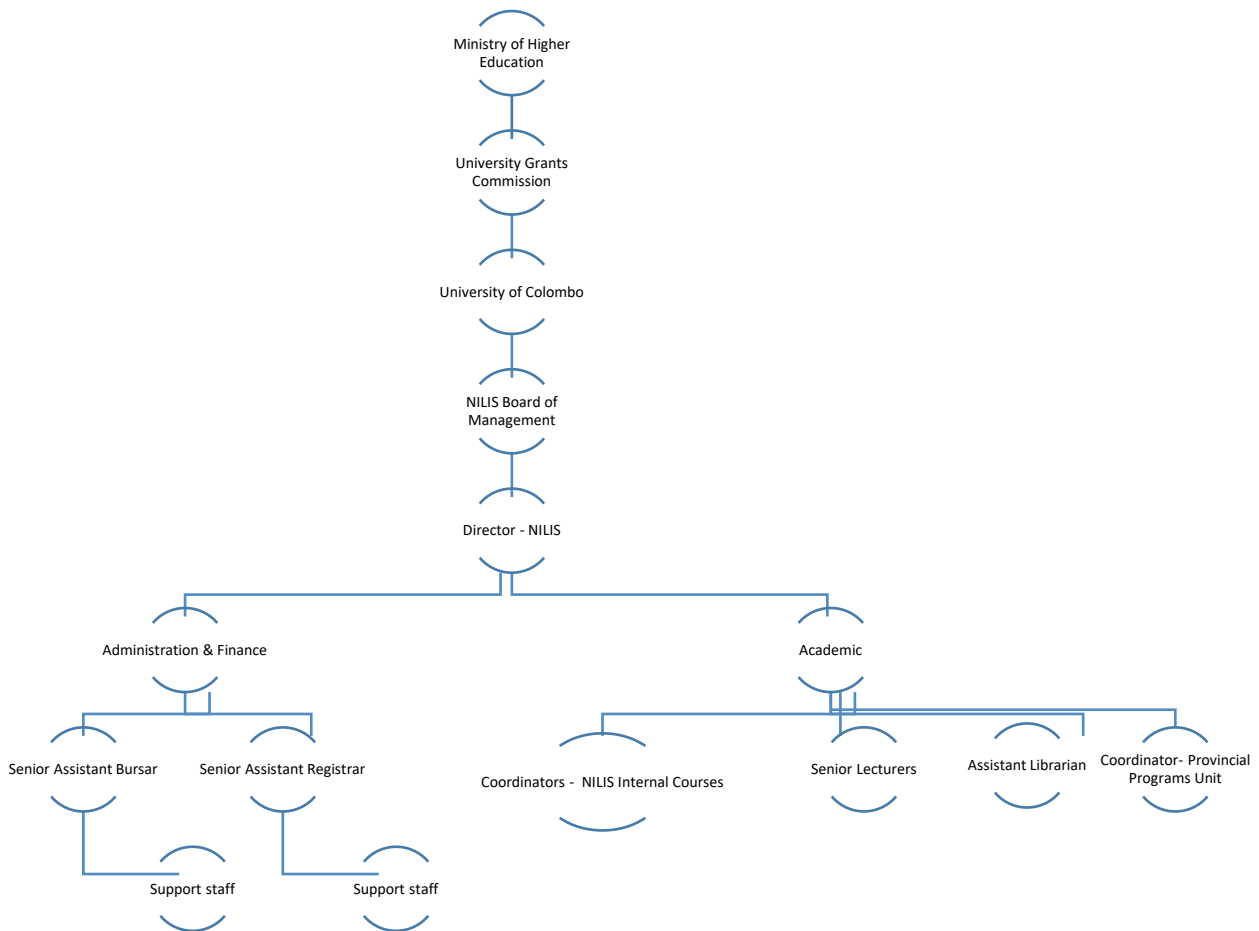 Ministry of Higher
Education
University Grants
Commission
University of Colombo
NILIS Board of
Management
Director - NILIS
Administration & Finance
Academic
Senior Assistant Bursar
Senior Assistant Registrar
Coordinators - NILIS Internal Courses
Senior Lecturers
Assistant Librarian
Coordinator- Provincial
Programs Unit
Support staff
Support staff